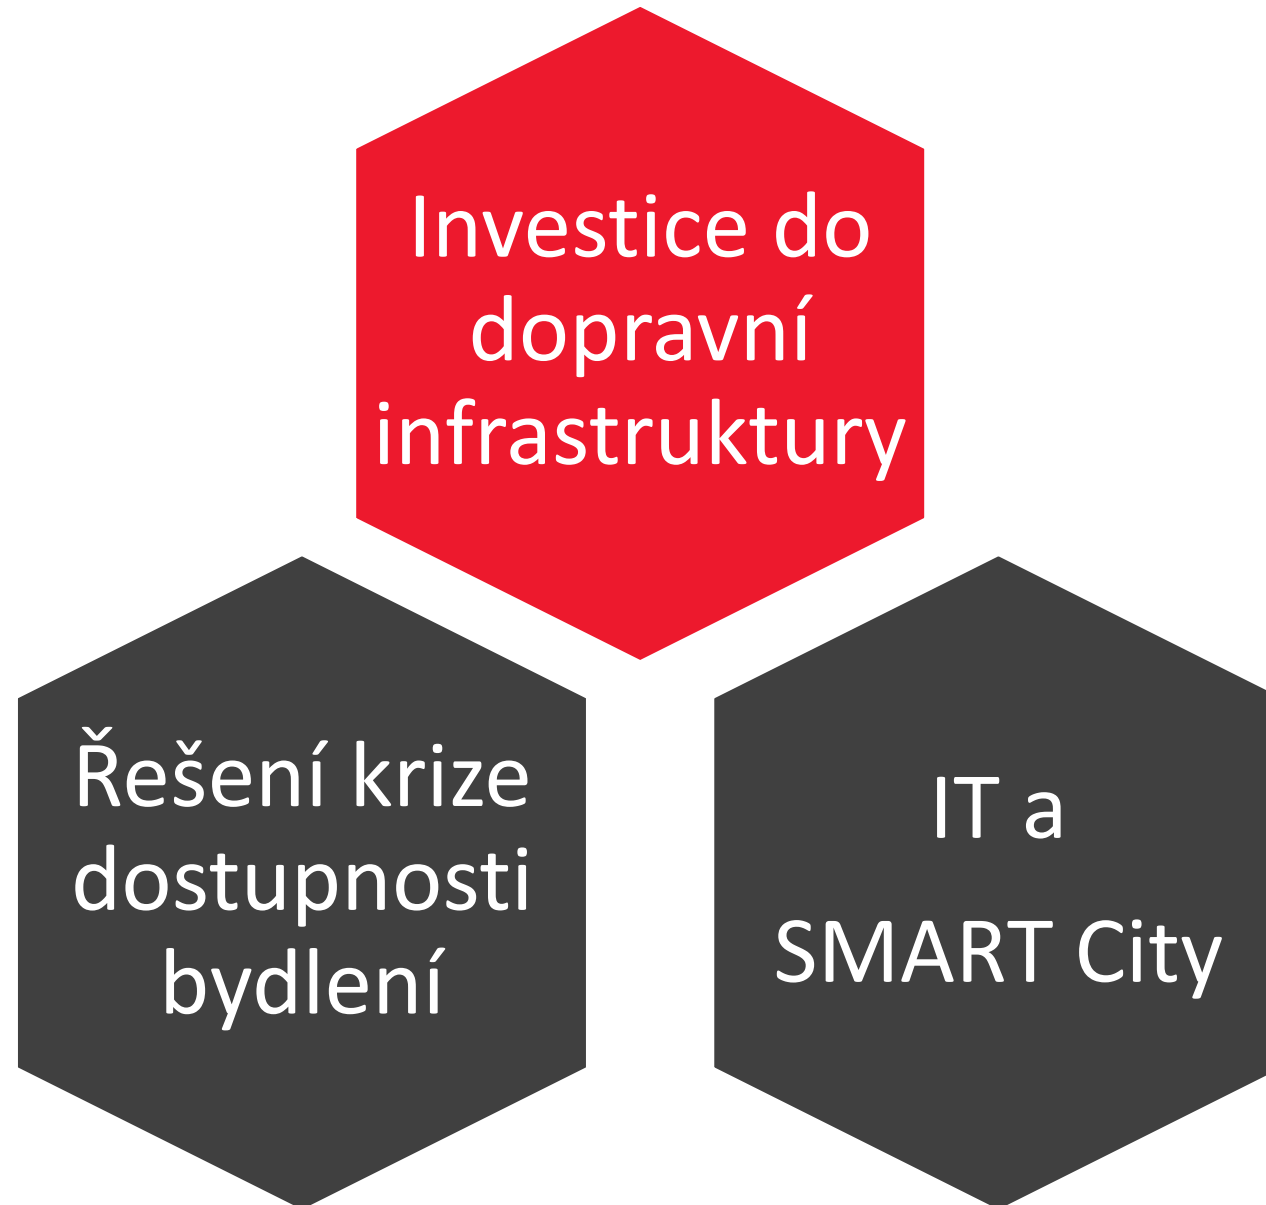 Investice do
dopravní
infrastruktury
Řešení krize
dostupnosti
bydlení
IT a
SMART City